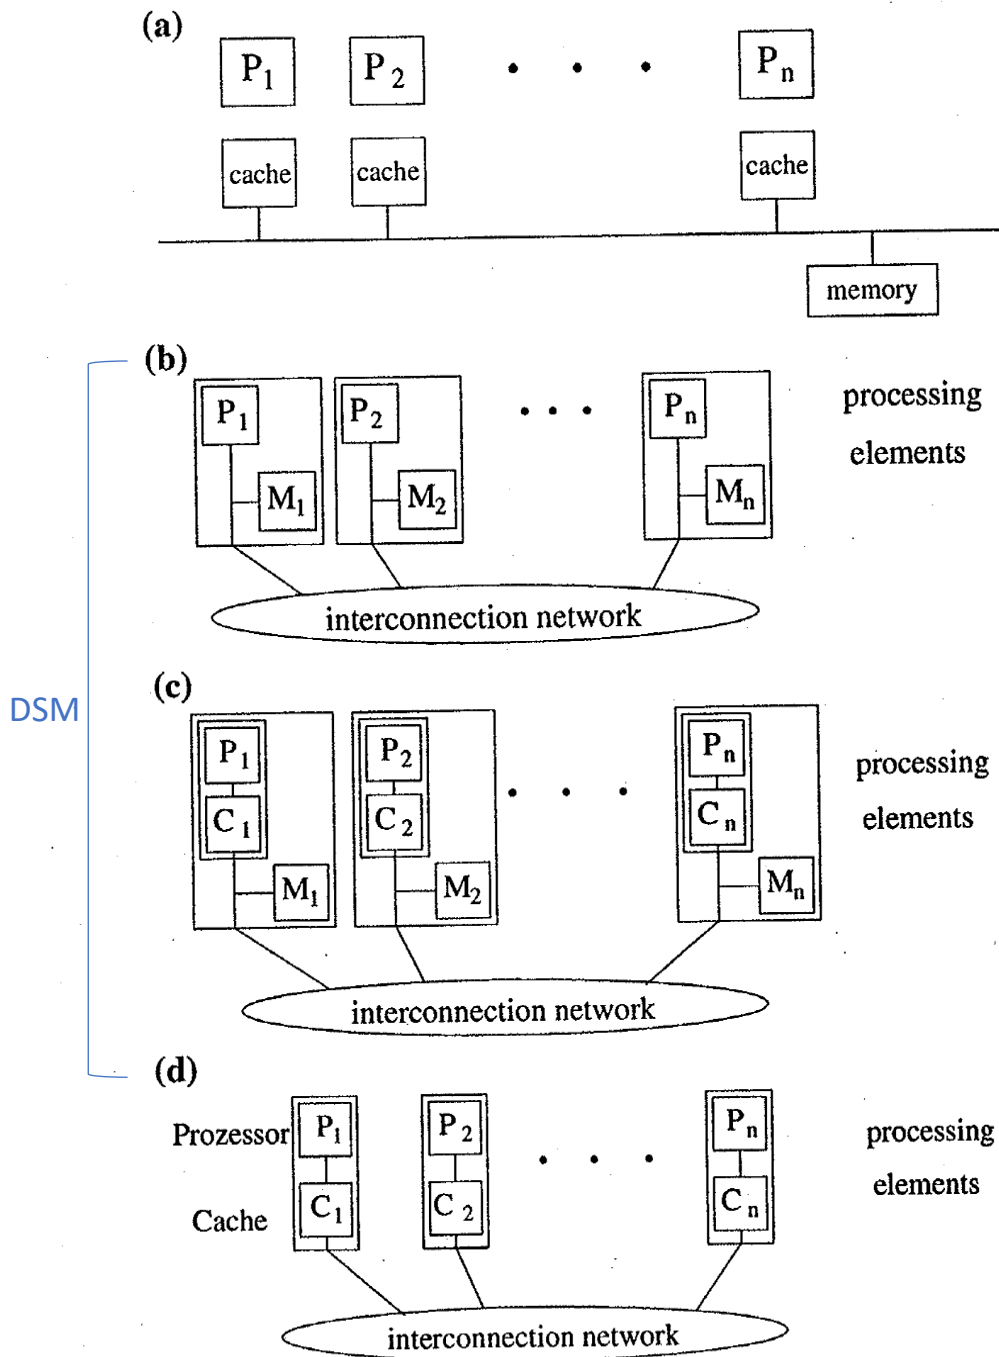 (a)
P1 P2 Pn
cache cache cache
memory
(b)
P1 P2 Pn processing
elements
M1 M2 Mn
interconnection network
DSM
(c)
P1 P2 Pn processing
C1 C2 Cn elements
M1 M2 Mn
interconnection network
(d)
Prozessor P1 P2 Pn processing
elements
Cache C1 C2 Cn
interconnection network